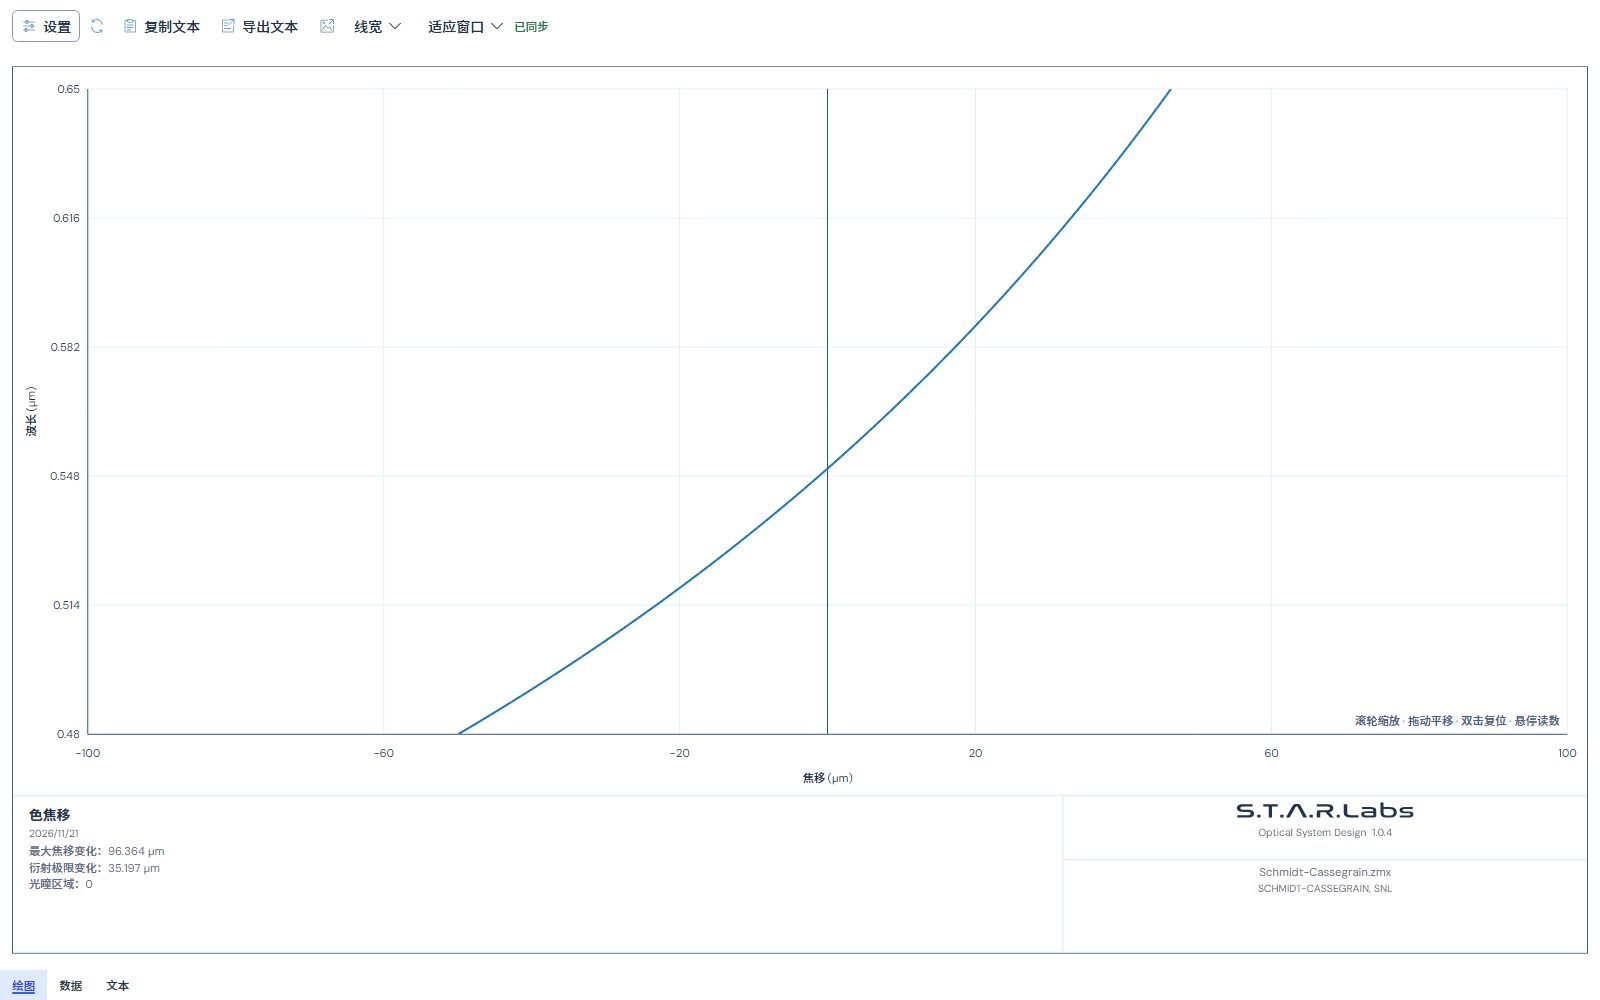 设置 复制文本 导出文本 线宽 适应窗口 已同步
0.65
0.616
0.582
0.548
0.514
0.48
波长 (μm)
滚轮缩放 · 拖动平移 · 双击复位 · 悬停读数
-100 -60 -20 20 60 100
焦移 (μm)
色焦移
2026/11/21
最大焦移变化: 96.364 μm
衍射极限变化: 35.197 μm
光瞳区域: 0
S.T.A.R.Labs
Optical System Design 1.0.4
Schmidt-Cassegrain.zmx
SCHMIDT-CASSEGRAIN, SNL
绘图 数据 文本